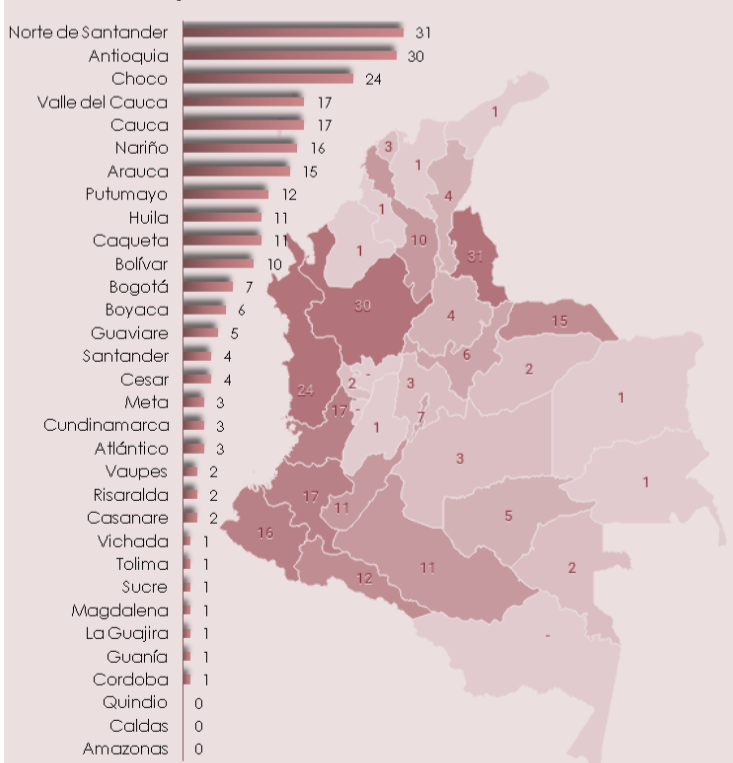 Norte de Santander 31
Antioquia 30
Choco 24
Valle del Cauca 17
Cauca 17
Nariño 16
Arauca 15
Putumayo 12
Huila 11
Caqueta 11
Bolívar 10
Bogotá 7
Boyaca 6
Guaviare 5
Santander 4
Cesar 4
Meta 3
Cundinamarca 3
Atlántico 3
Vaupes 2
Risaralda 2
Casanare 2
Vichada 1
Tolima 1
Sucre 1
Magdalena 1
La Guajira 1
Guanía 1
Cordoba 1
Quindio 0
Caldas 0
Amazonas 0
1
3
1
4
1
10
1
31
30
4
15
6
2
-
2
3
24
17
-
7
1
1
3
1
17
11
5
16
11
2
12
-